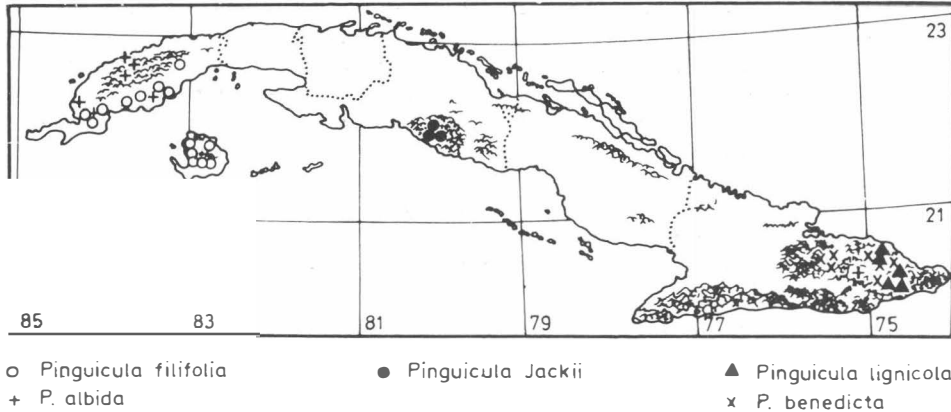 23
21
85 83 81 79 77 75
o Pinguicula filifolia ● Pinguicula Jackii ▲ Pinguicula lignicola
+ P. albida x P. benedicta